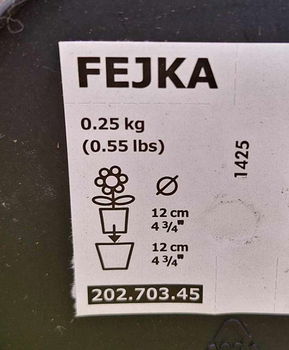 FEJKA
0.25 kg
(0.55 lbs)
1425
Ø
12 cm
4 ¾"
12 cm
4 ¾"
202.703.45